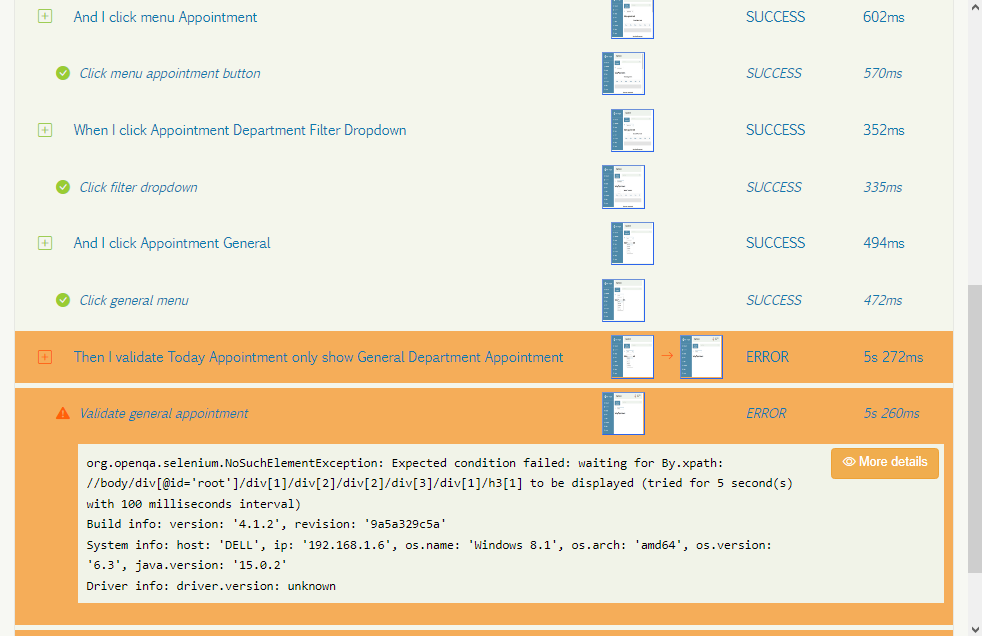 And I click menu Appointment SUCCESS 602ms
Click menu appointment button SUCCESS 570ms
When I click Appointment Department Filter Dropdown SUCCESS 352ms
Click filter dropdown SUCCESS 335ms
And I click Appointment General SUCCESS 494ms
Click general menu SUCCESS 472ms
Then I validate Today Appointment only show General Department Appointment → ERROR 5s 272ms
Validate general appointment ERROR 5s 260ms
org.openqa.selenium.NoSuchElementException: Expected condition failed: waiting for By.xpath:
//body/div[@id='root']/div[1]/div[2]/div[2]/div[3]/div[1]/h3[1] to be displayed (tried for 5 second(s)
with 100 milliseconds interval)
Build info: version: '4.1.2', revision: '9a5a329c5a'
System info: host: 'DELL', ip: '192.168.1.6', os.name: 'Windows 8.1', os.arch: 'amd64', os.version:
'6.3', java.version: '15.0.2'
Driver info: driver.version: unknown
More details